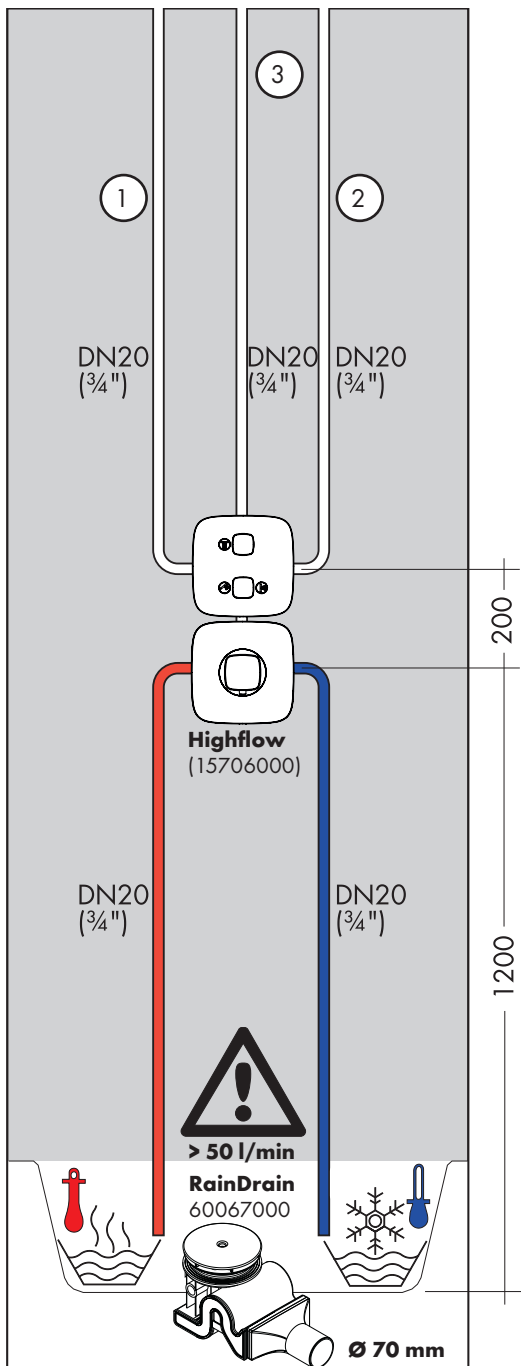 3
1
2
DN20
(¾")
DN20
(¾")
DN20
(¾")
200
Highflow
(15706000)
DN20
(¾")
DN20
(¾")
1200
> 50 l/min
RainDrain
60067000
Ø 70 mm